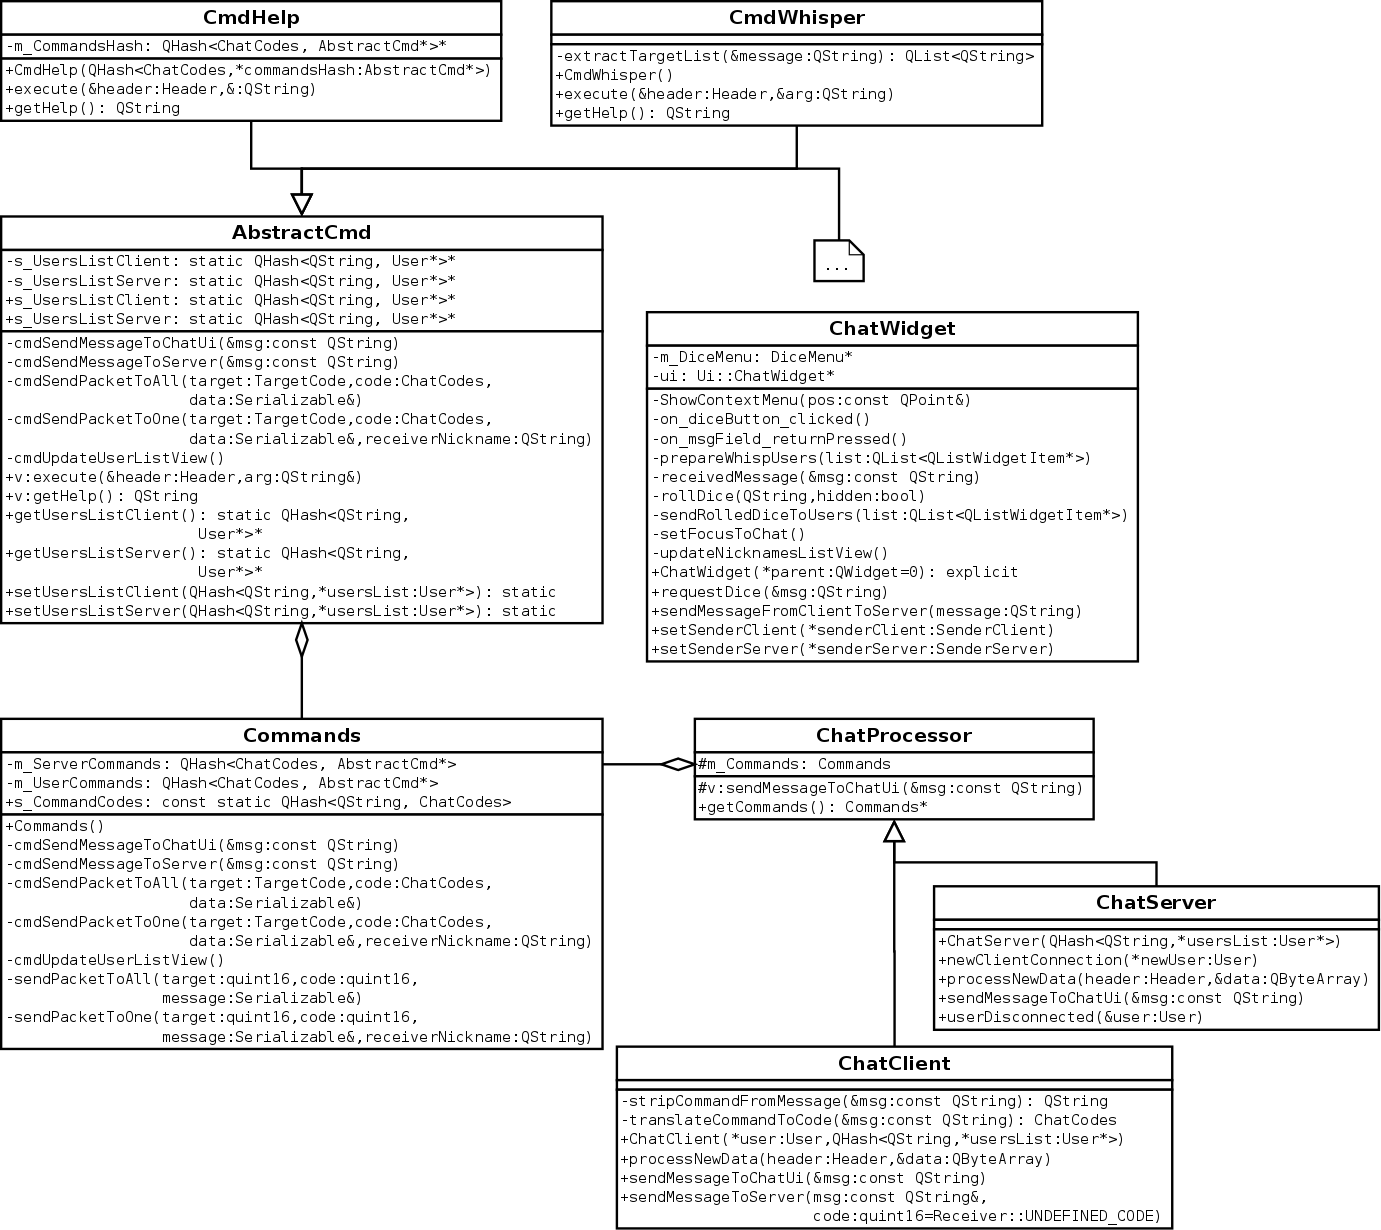 CmdHelp
-m_CommandsHash: QHash<ChatCodes, AbstractCmd*>*
+CmdHelp(QHash<ChatCodes,*commandsHash:AbstractCmd*>)
+execute(&header:Header,&:QString)
+getHelp(): QString
CmdWhisper
-extractTargetList(&message:QString): QList<QString>
+CmdWhisper()
+execute(&header:Header,&arg:QString)
+getHelp(): QString
...
AbstractCmd
-s_UsersListClient: static QHash<QString, User*>*
-s_UsersListServer: static QHash<QString, User*>*
+s_UsersListClient: static QHash<QString, User*>*
+s_UsersListServer: static QHash<QString, User*>*
-cmdSendMessageToChatUi(&msg:const QString)
-cmdSendMessageToServer(&msg:const QString)
-cmdSendPacketToAll(target:TargetCode,code:ChatCodes,
data:Serializable&)
-cmdSendPacketToOne(target:TargetCode,code:ChatCodes,
data:Serializable&,receiverNickname:QString)
-cmdUpdateUserListView()
+v:execute(&header:Header,arg:QString&)
+v:getHelp(): QString
+getUsersListClient(): static QHash<QString,
User*>*
+getUsersListServer(): static QHash<QString,
User*>*
+setUsersListClient(QHash<QString,*usersList:User*>): static
+setUsersListServer(QHash<QString,*usersList:User*>): static
ChatWidget
-m_DiceMenu: DiceMenu*
-ui: Ui::ChatWidget*
-ShowContextMenu(pos:const QPoint&)
-on_diceButton_clicked()
-on_msgField_returnPressed()
-prepareWhispUsers(list:QList<QListWidgetItem*>)
-receivedMessage(&msg:const QString)
-rollDice(QString,hidden:bool)
-sendRolledDiceToUsers(list:QList<QListWidgetItem*>)
-setFocusToChat()
-updateNicknamesListView()
+ChatWidget(*parent:QWidget=0): explicit
+requestDice(&msg:QString)
+sendMessageFromClientToServer(message:QString)
+setSenderClient(*senderClient:SenderClient)
+setSenderServer(*senderServer:SenderServer)
Commands
-m_ServerCommands: QHash<ChatCodes, AbstractCmd*>
-m_UserCommands: QHash<ChatCodes, AbstractCmd*>
+s_CommandCodes: const static QHash<QString, ChatCodes>
+Commands()
-cmdSendMessageToChatUi(&msg:const QString)
-cmdSendMessageToServer(&msg:const QString)
-cmdSendPacketToAll(target:TargetCode,code:ChatCodes,
data:Serializable&)
-cmdSendPacketToOne(target:TargetCode,code:ChatCodes,
data:Serializable&,receiverNickname:QString)
-cmdUpdateUserListView()
-sendPacketToAll(target:quint16,code:quint16,
message:Serializable&)
-sendPacketToOne(target:quint16,code:quint16,
message:Serializable&,receiverNickname:QString)
ChatProcessor
#m_Commands: Commands
#v:sendMessageToChatUi(&msg:const QString)
+getCommands(): Commands*
ChatServer
+ChatServer(QHash<QString,*usersList:User*>)
+newClientConnection(*newUser:User)
+processNewData(header:Header,&data:QByteArray)
+sendMessageToChatUi(&msg:const QString)
+userDisconnected(&user:User)
ChatClient
-stripCommandFromMessage(&msg:const QString): QString
-translateCommandToCode(&msg:const QString): ChatCodes
+ChatClient(*user:User,QHash<QString,*usersList:User*>)
+processNewData(header:Header,&data:QByteArray)
+sendMessageToChatUi(&msg:const QString)
+sendMessageToServer(msg:const QString&,
code:quint16=Receiver::UNDEFINED_CODE)